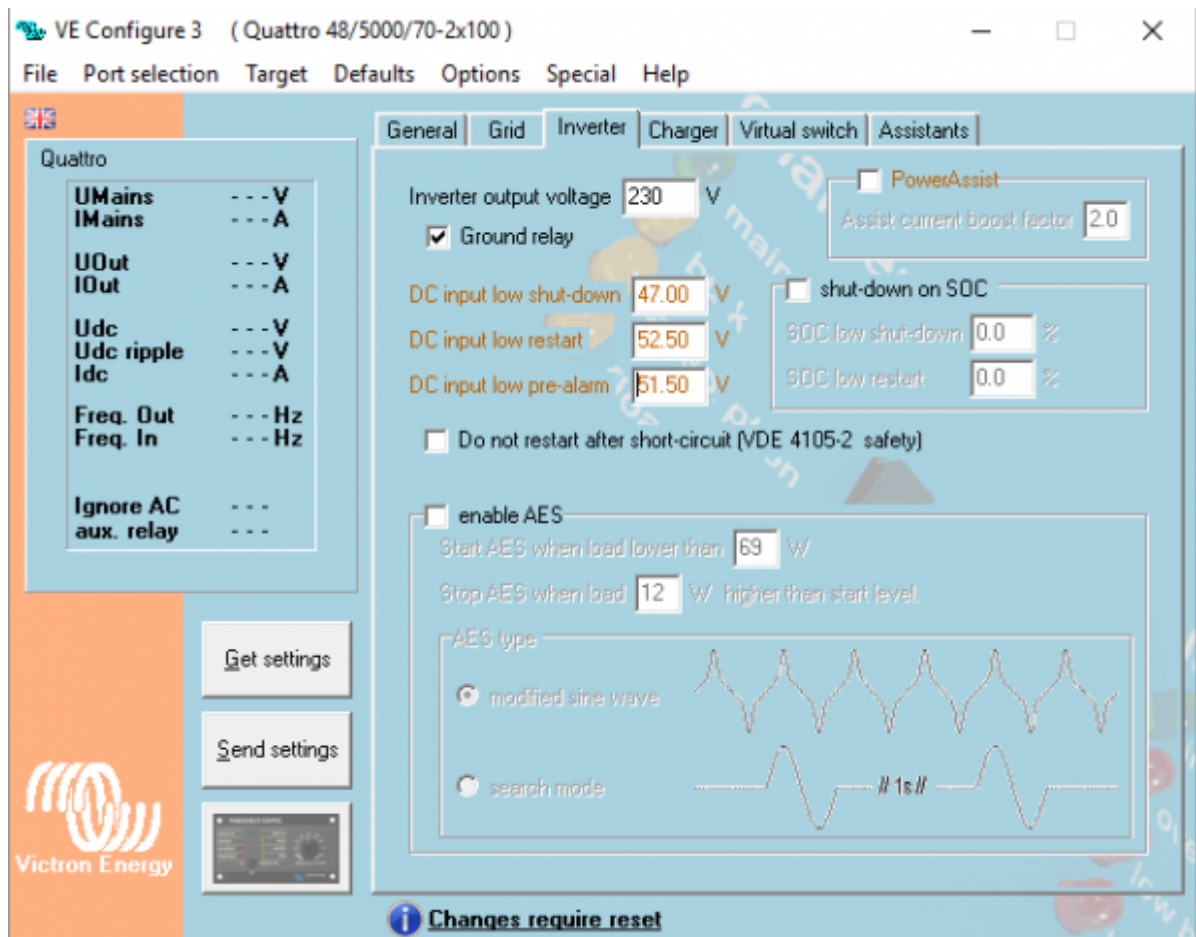 VE Configure 3 ( Quattro 48/5000/70-2x100 )
File Port selection Target Defaults Options Special Help
General Grid Inverter Charger Virtual switch Assistants
Quattro
UMains - - - V
IMains - - - A
UOut - - - V
IOut - - - A
Udc - - - V
Udc ripple - - - V
Idc - - - A
Freq. Out - - - Hz
Freq. In - - - Hz
Ignore AC - - -
aux. relay - - -
Get settings
Send settings
Victron Energy
Inverter output voltage 230 V
Ground relay
PowerAssist
Assist current boost factor 2.0
DC input low shut-down 47.00 V
DC input low restart 52.50 V
DC input low pre-alarm 51.50 V
shut-down on SOC
SOC low shut-down 0.0 %
SOC low restart 0.0 %
Do not restart after short-circuit (VDE 4105-2 safety)
enable AES
Start AES when load lower than 69 W
Stop AES when load 12 W higher than start level.
AES type
modified sine wave
search mode
// 1s //
Changes require reset